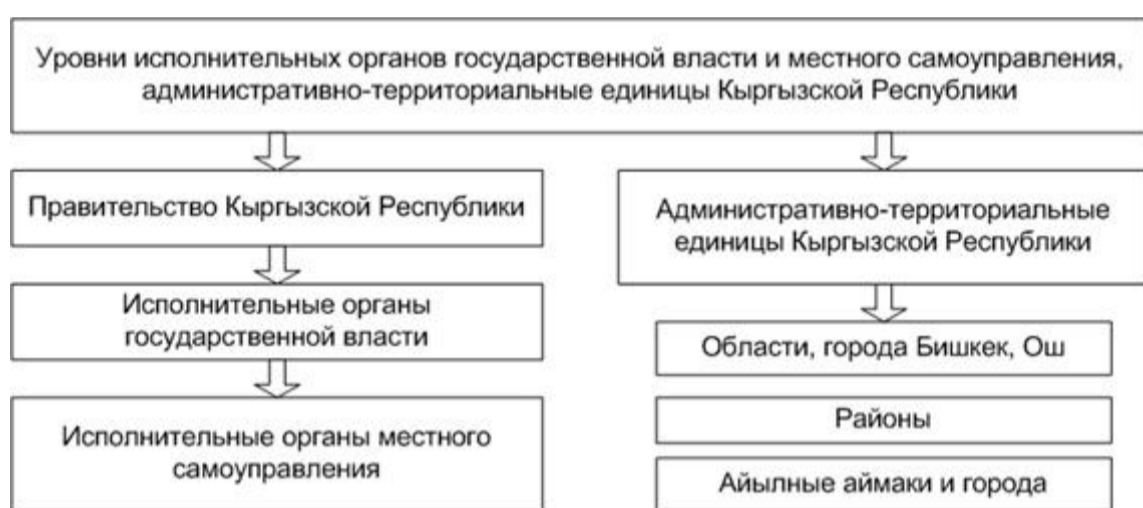 Уровни исполнительных органов государственной власти и местного самоуправления,
административно-территориальные единицы Кыргызской Республики
Правительство Кыргызской Республики
Исполнительные органы
государственной власти
Исполнительные органы местного
самоуправления
Административно-территориальные
единицы Кыргызской Республики
Области, города Бишкек, Ош
Районы
Айылные аймаки и города